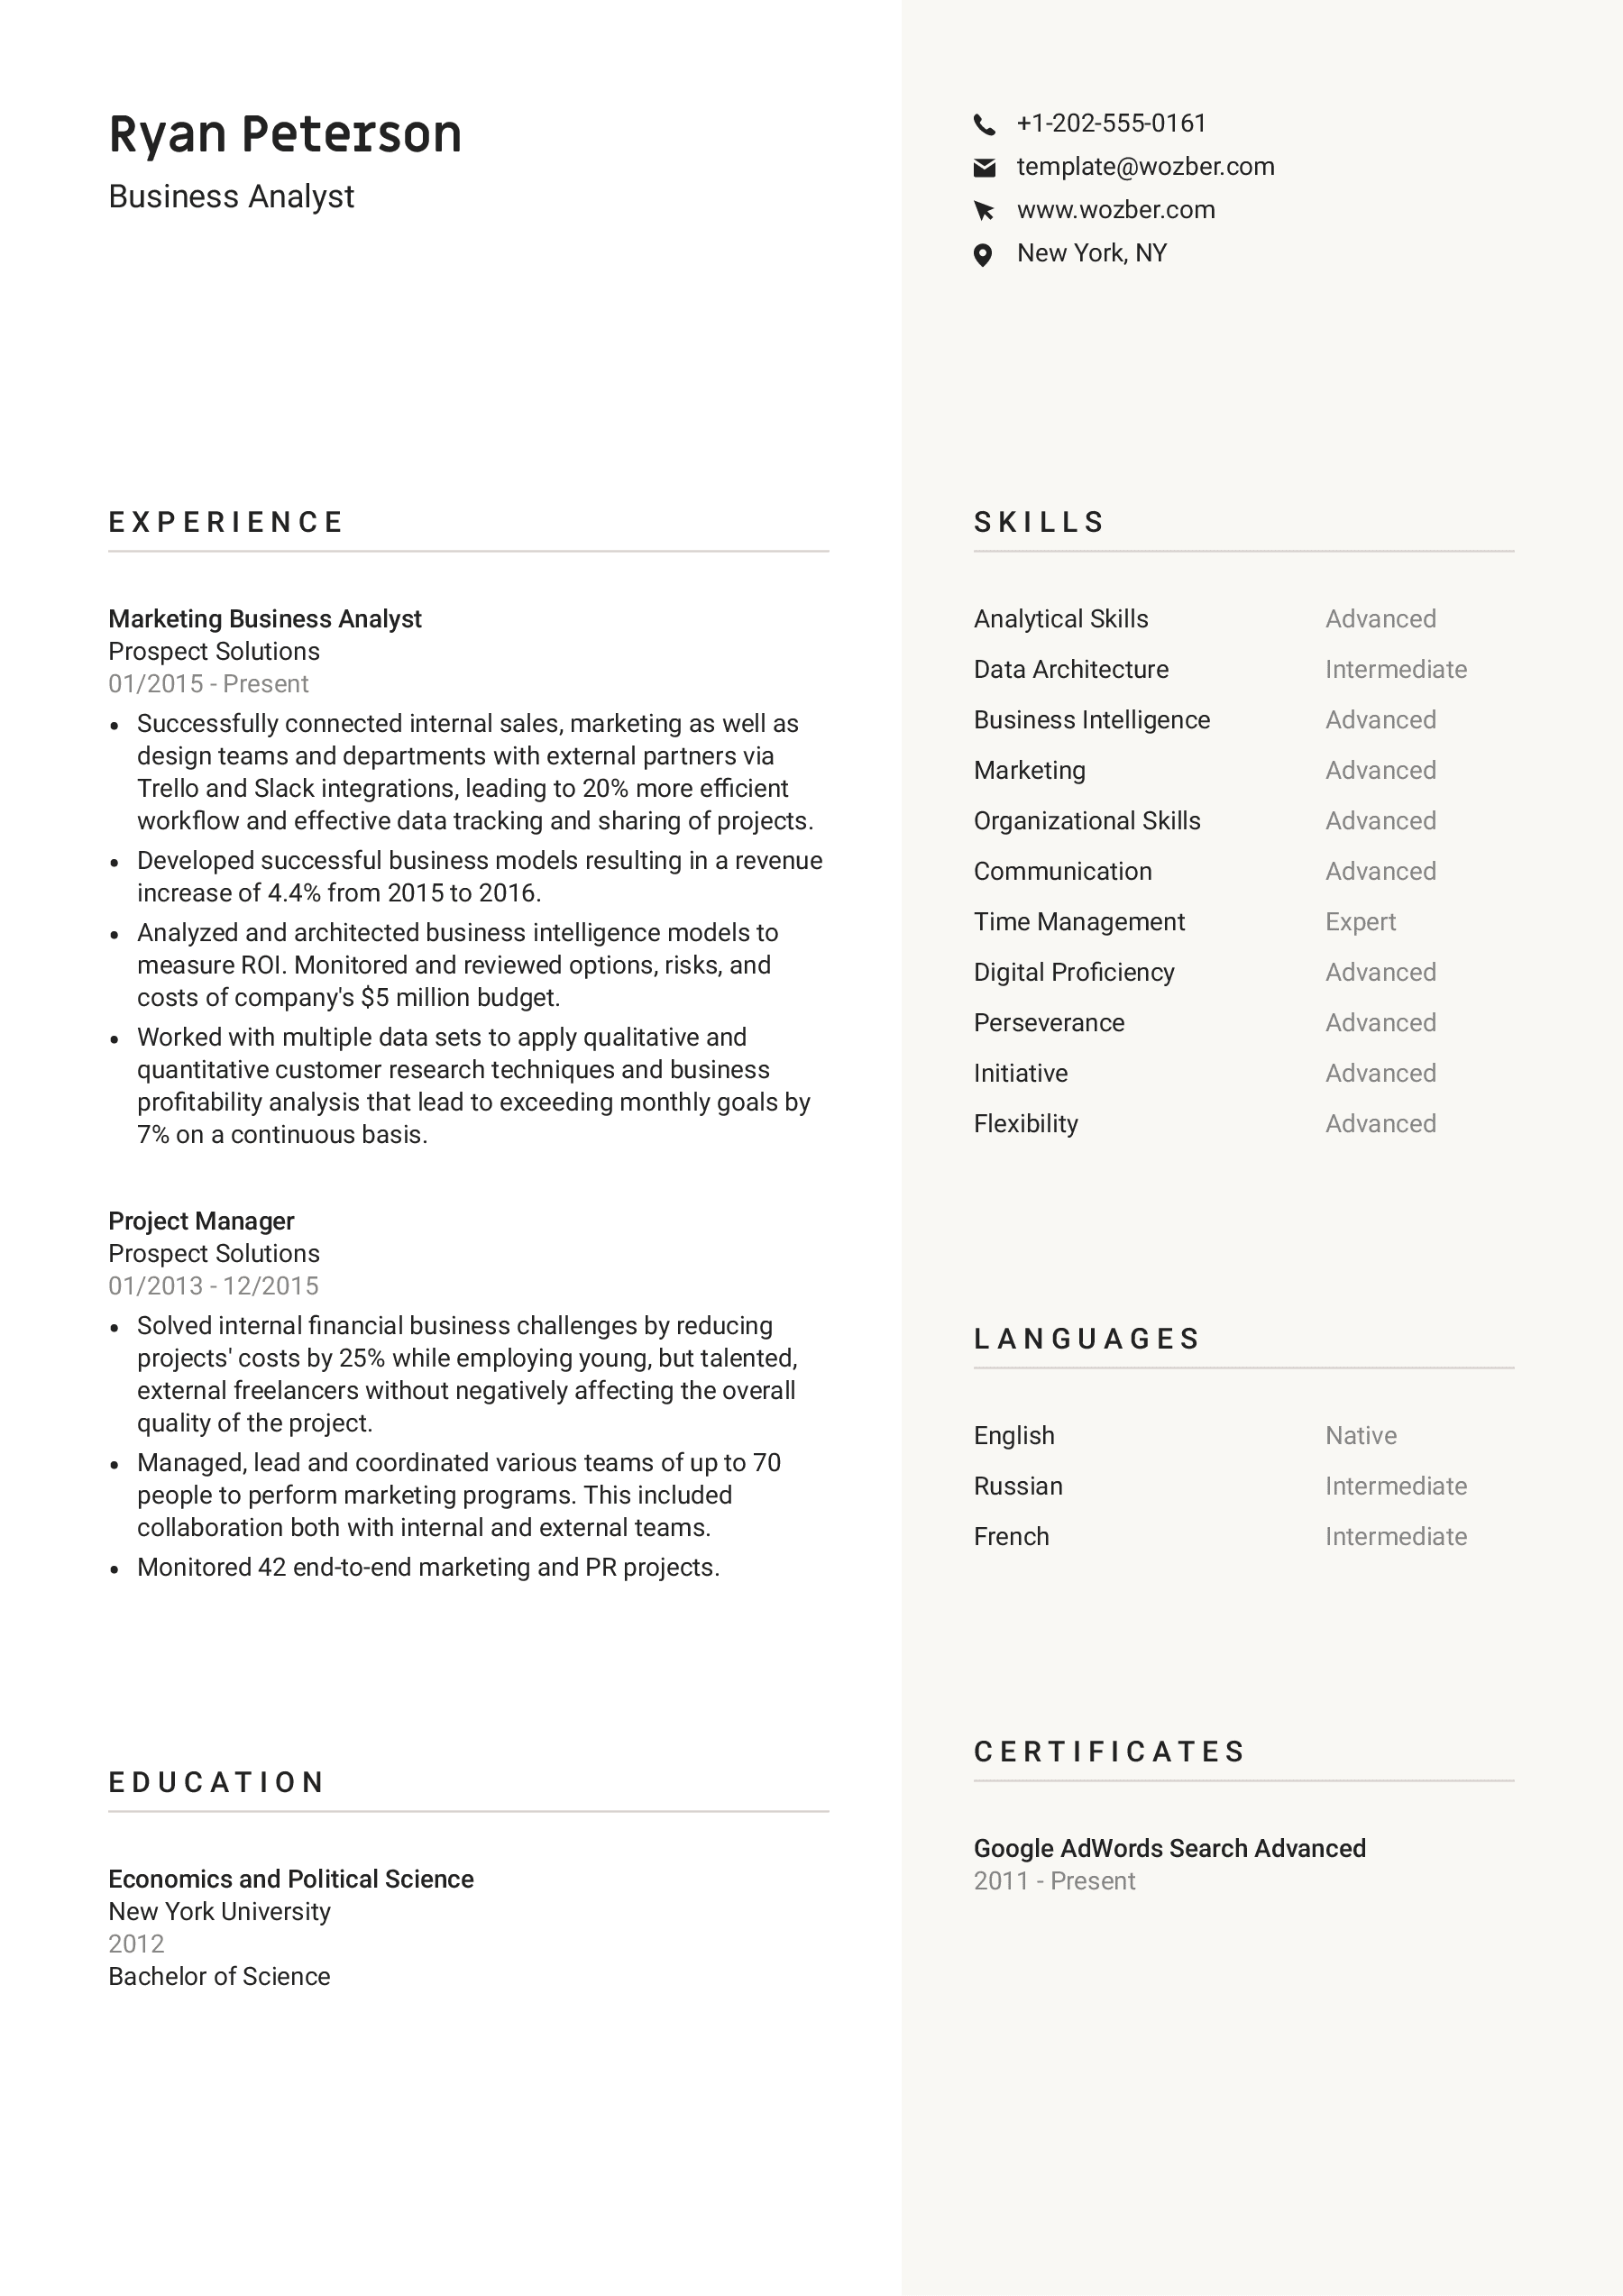 Ryan Peterson
Business Analyst
+1-202-555-0161
template@wozber.com
www.wozber.com
New York, NY
EXPERIENCE
Marketing Business Analyst
Prospect Solutions
01/2015 - Present
• Successfully connected internal sales, marketing as well as
design teams and departments with external partners via
Trello and Slack integrations, leading to 20% more efficient
workflow and effective data tracking and sharing of projects.
• Developed successful business models resulting in a revenue
increase of 4.4% from 2015 to 2016.
• Analyzed and architected business intelligence models to
measure ROI. Monitored and reviewed options, risks, and
costs of company's $5 million budget.
• Worked with multiple data sets to apply qualitative and
quantitative customer research techniques and business
profitability analysis that lead to exceeding monthly goals by
7% on a continuous basis.
Project Manager
Prospect Solutions
01/2013 - 12/2015
• Solved internal financial business challenges by reducing
projects' costs by 25% while employing young, but talented,
external freelancers without negatively affecting the overall
quality of the project.
• Managed, lead and coordinated various teams of up to 70
people to perform marketing programs. This included
collaboration both with internal and external teams.
• Monitored 42 end-to-end marketing and PR projects.
EDUCATION
Economics and Political Science
New York University
2012
Bachelor of Science
SKILLS
Analytical Skills Advanced
Data Architecture Intermediate
Business Intelligence Advanced
Marketing Advanced
Organizational Skills Advanced
Communication Advanced
Time Management Expert
Digital Proficiency Advanced
Perseverance Advanced
Initiative Advanced
Flexibility Advanced
LANGUAGES
English Native
Russian Intermediate
French Intermediate
CERTIFICATES
Google AdWords Search Advanced
2011 - Present